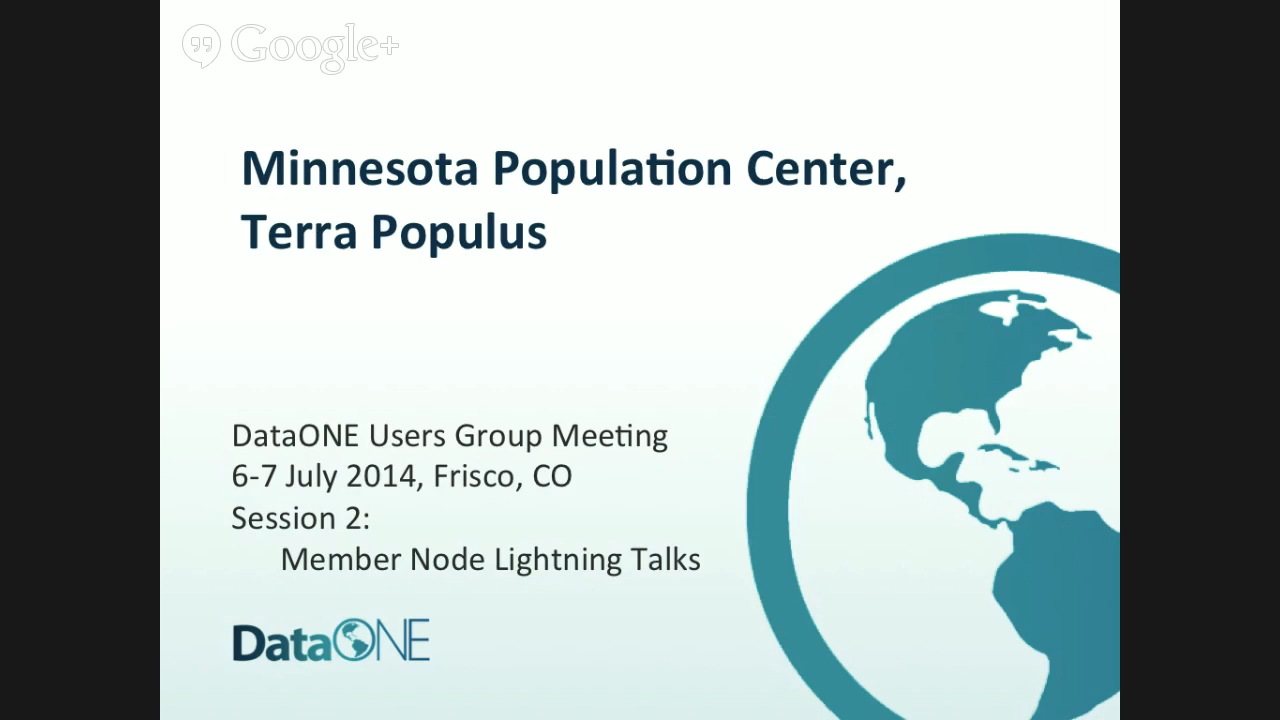 Google+
Minnesota Population Center,
Terra Populus
DataONE Users Group Meeting
6-7 July 2014, Frisco, CO
Session 2:
Member Node Lightning Talks
DataONE